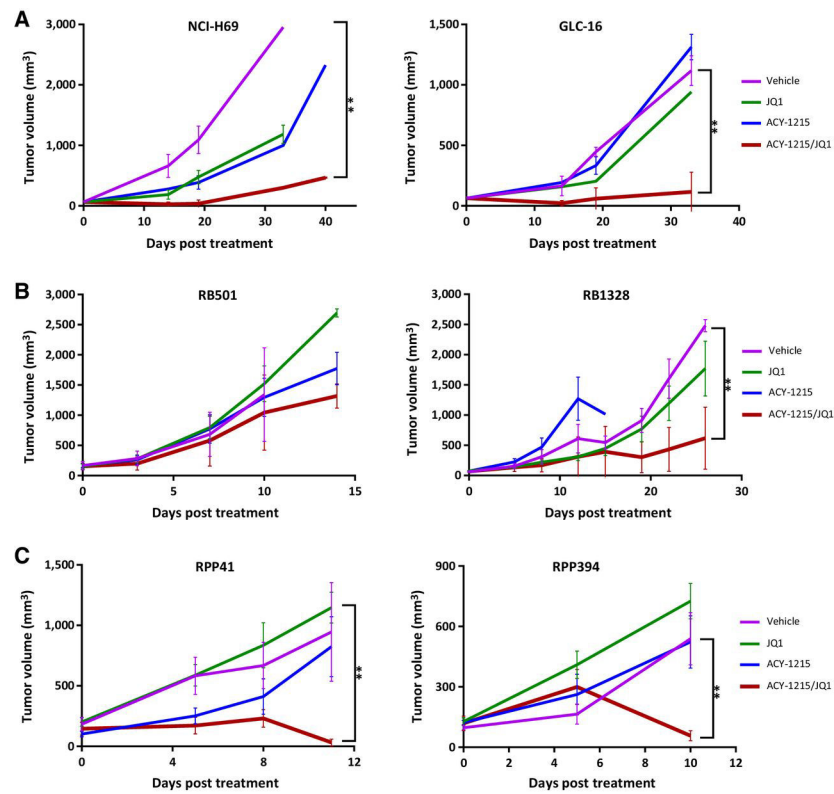 A
NCI-H69
GLC-16
Tumor volume (mm³)
3,000
2,000
1,000
0
0
10
20
30
40
Days post treatment
**
Tumor volume (mm³)
1,500
1,000
500
0
0
10
20
30
40
Days post treatment
**
Vehicle
JQ1
ACY-1215
ACY-1215/JQ1
B
RB501
RB1328
Tumor volume (mm³)
3,000
2,500
2,000
1,500
1,000
500
0
0
5
10
15
Days post treatment
Tumor volume (mm³)
3,000
2,500
2,000
1,500
1,000
500
0
0
10
20
30
Days post treatment
**
Vehicle
JQ1
ACY-1215
ACY-1215/JQ1
C
RPP41
RPP394
Tumor volume (mm³)
1,500
1,000
500
0
0
4
8
12
Days post treatment
**
Tumor volume (mm³)
900
600
300
0
0
2
4
6
8
10
12
Days post treatment
**
Vehicle
JQ1
ACY-1215
ACY-1215/JQ1